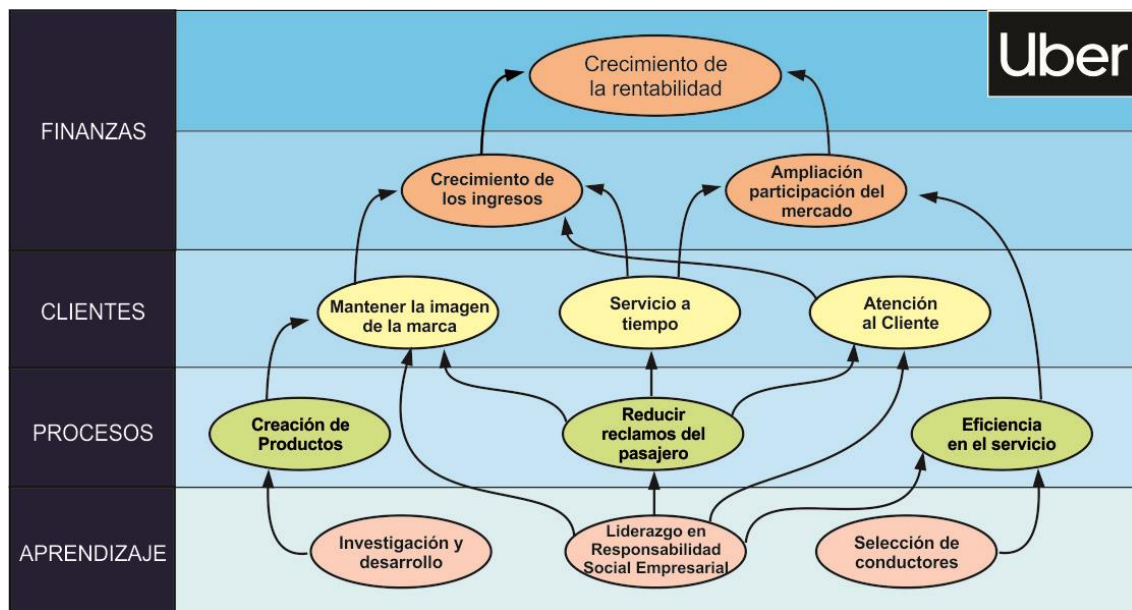 Uber
FINANZAS
Crecimiento de
la rentabilidad
Crecimiento de
los ingresos
Ampliación
participación del
mercado
CLIENTES
Mantener la imagen
de la marca
Servicio a
tiempo
Atención
al Cliente
PROCESOS
Creación de
Productos
Reducir
reclamos del
pasajero
Eficiencia
en el servicio
APRENDIZAJE
Investigación y
desarrollo
Liderazgo en
Responsabilidad
Social Empresarial
Selección de
conductores